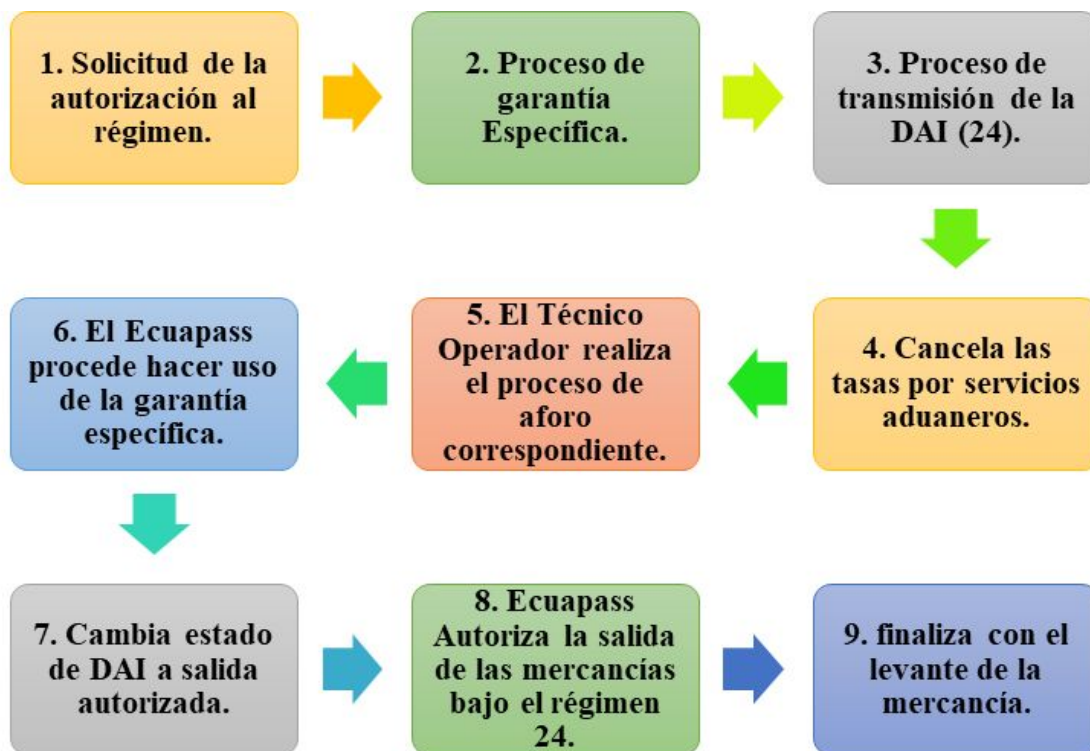 1. Solicitud de la
autorización al
régimen.
2. Proceso de
garantía
Específica.
3. Proceso de
transmisión de la
DAI (24).
4. Cancela las
tasas por servicios
aduaneros.
5. El Técnico
Operador realiza
el proceso de
aforo
correspondiente.
6. El Ecuapass
procede hacer uso
de la garantía
específica.
7. Cambia estado
de DAI a salida
autorizada.
8. Ecuapass
Autoriza la salida
de las mercancías
bajo el régimen
24.
9. finaliza con el
levante de la
mercancía.